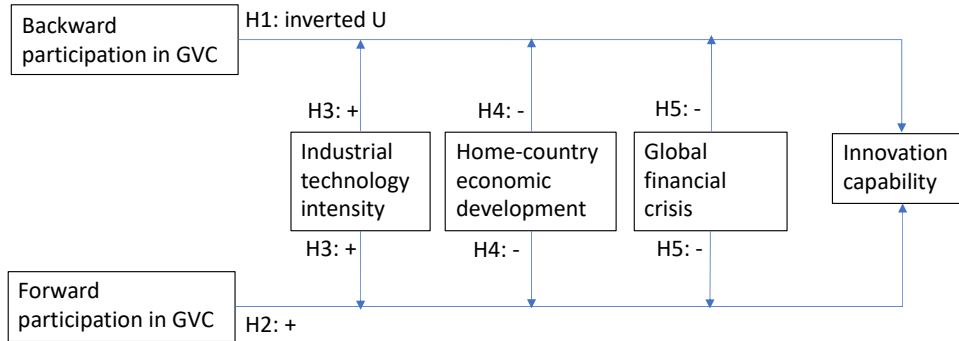 Backward
participation in GVC
H1: inverted U
H3: +
H4: -
H5: -
Industrial
technology
intensity
Home-country
economic
development
Global
financial
crisis
Innovation
capability
H3: +
H4: -
H5: -
Forward
participation in GVC
H2: +